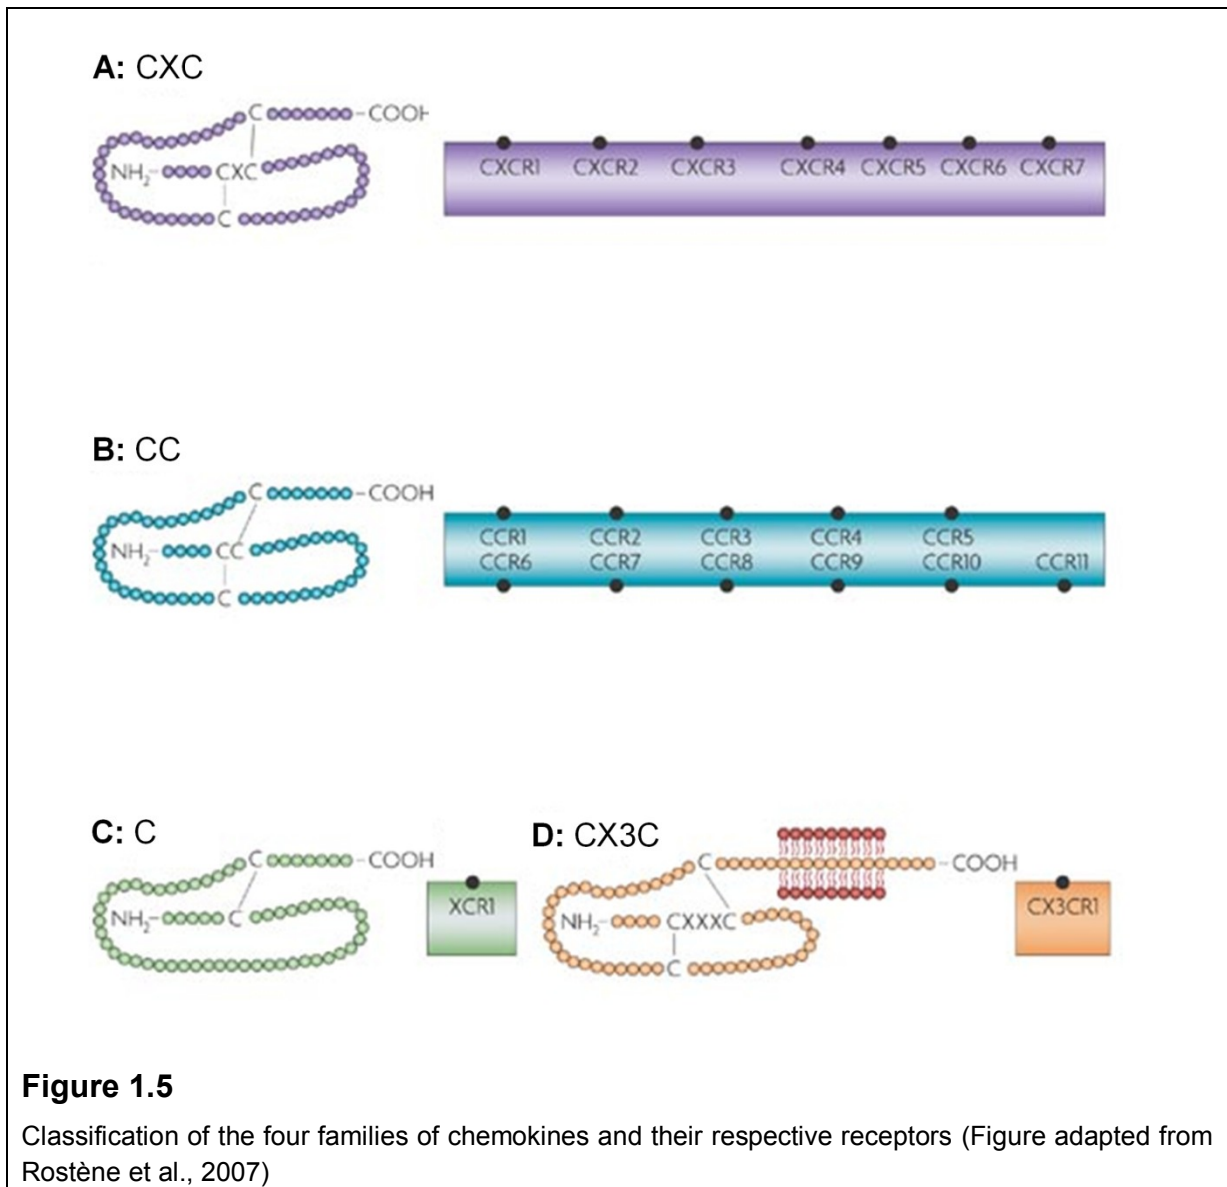 A: CXC
C -COOH
NH2- CXC
C
CXCR1 CXCR2 CXCR3 CXCR4 CXCR5 CXCR6 CXCR7
B: CC
C -COOH
NH2- CC
C
CCR1 CCR2 CCR3 CCR4 CCR5
CCR6 CCR7 CCR8 CCR9 CCR10 CCR11
C: C
C -COOH
NH2- C
XCR1
D: CX3C
C -COOH
NH2- CXXXC
C
CX3CR1
Figure 1.5
Classification of the four families of chemokines and their respective receptors (Figure adapted from
Rostène et al., 2007)